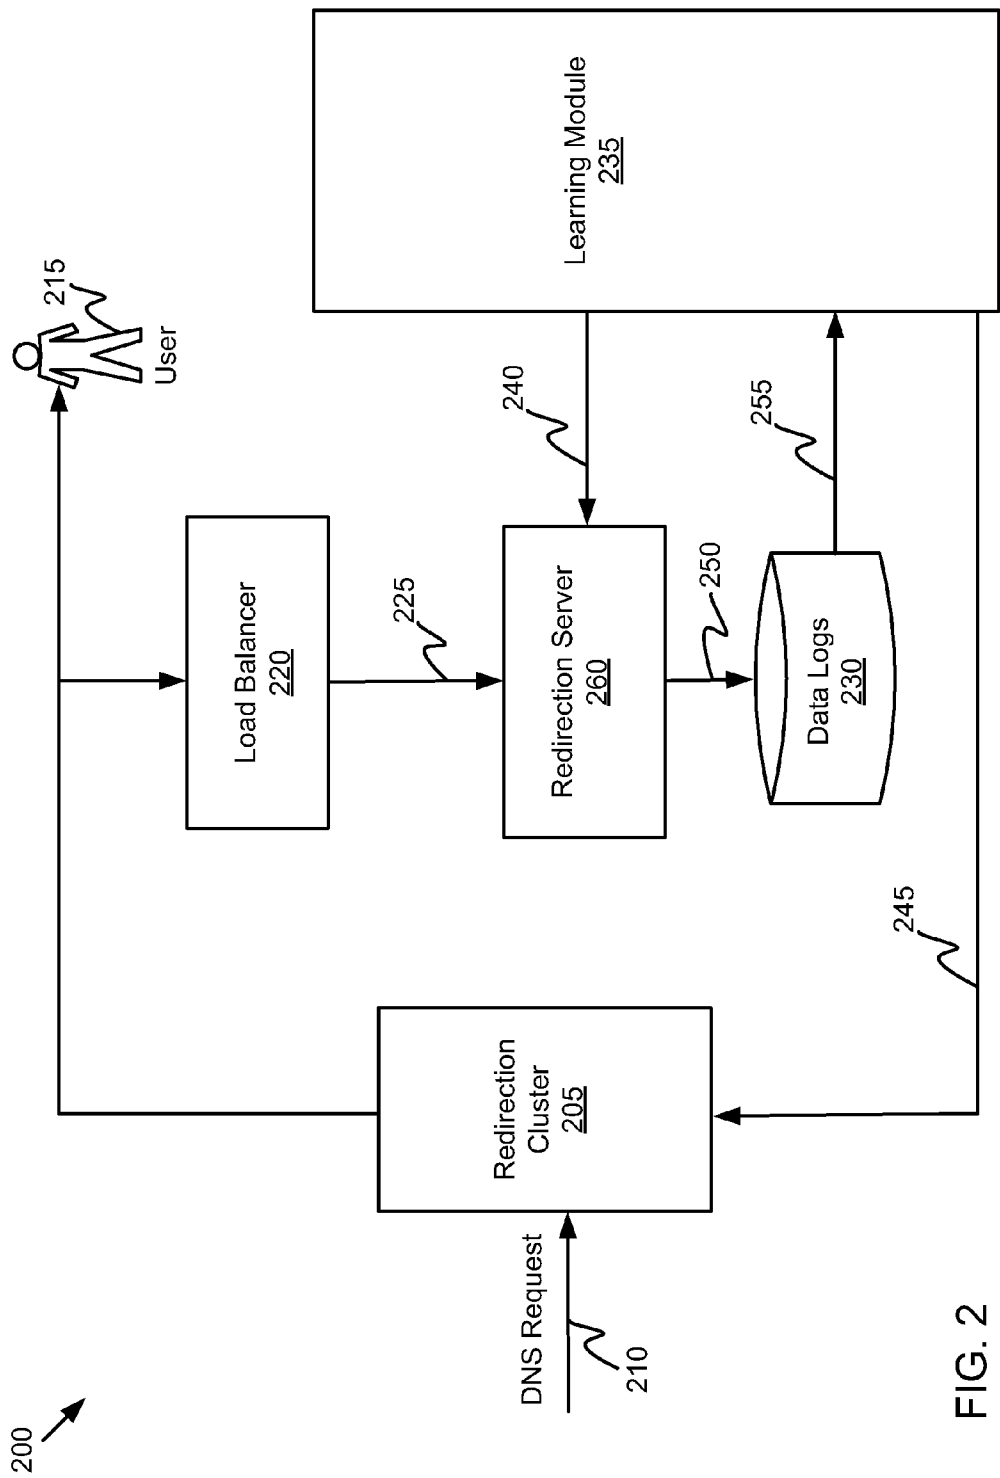 200
DNS Request
210
Redirection
Cluster
205
Load Balancer
220
225
Redirection Server
260
250
Data Logs
230
240
255
245
215
User
Learning Module
235
FIG. 2